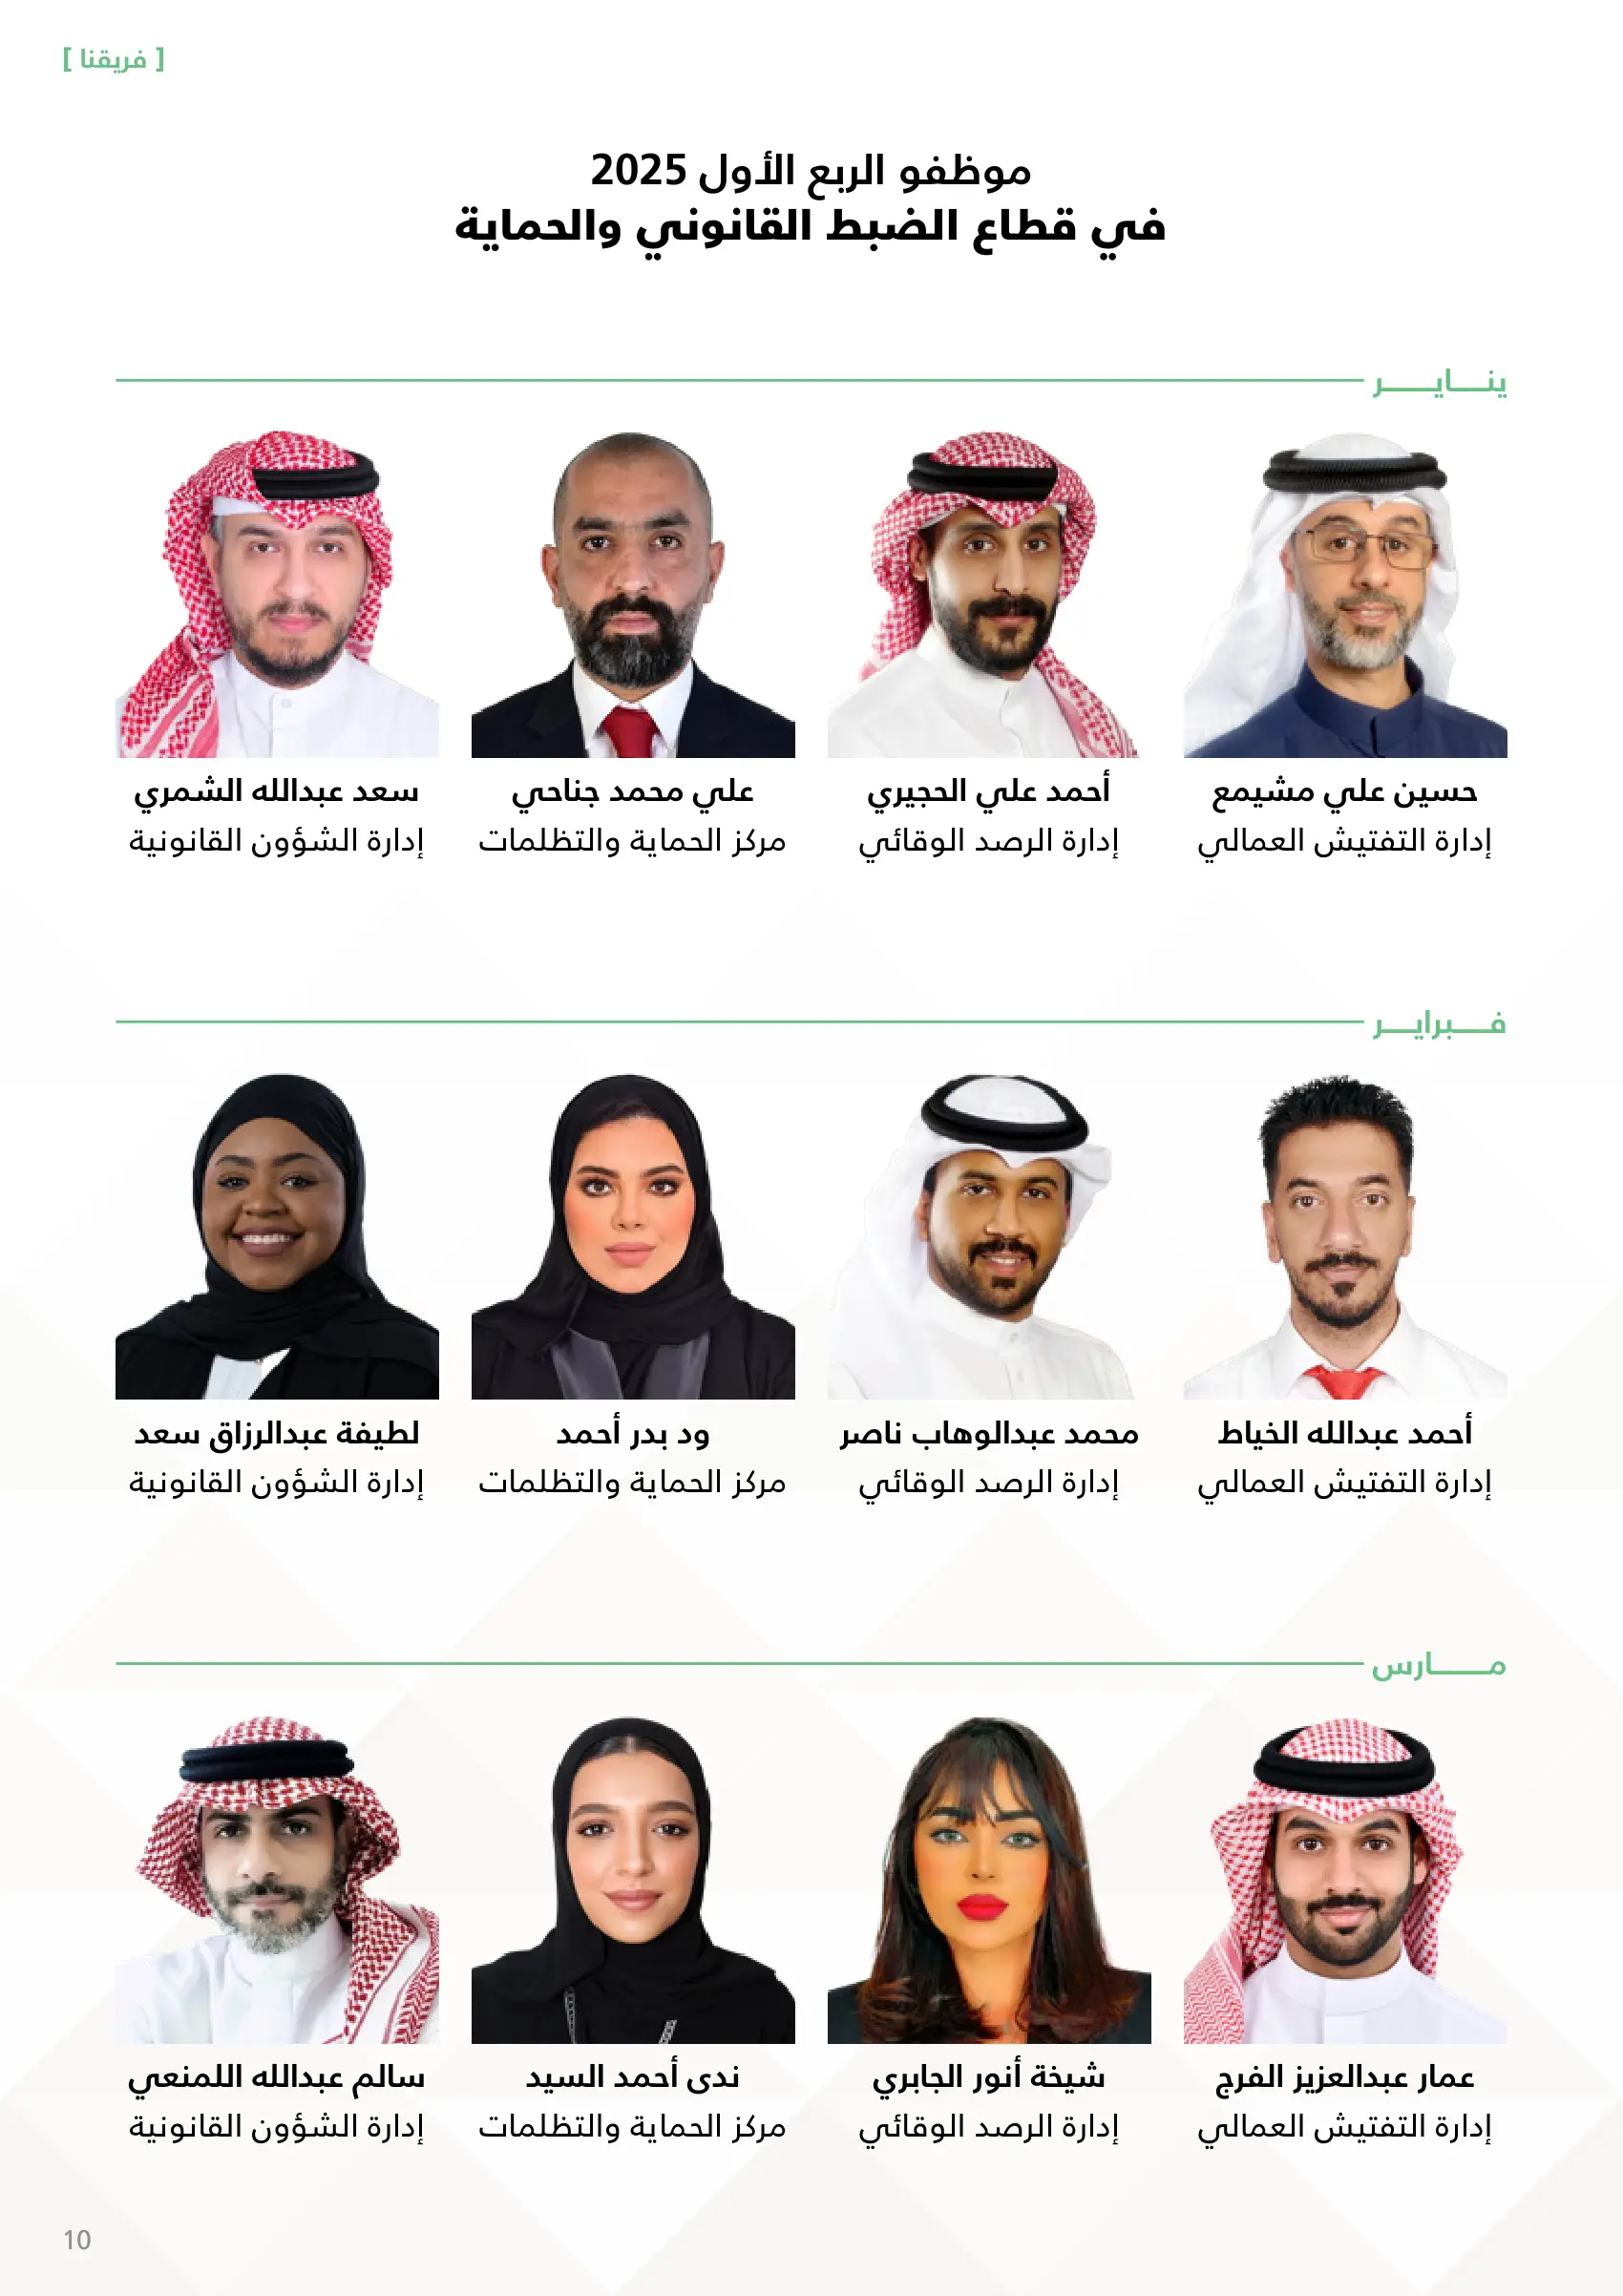 [ فريقنا ]
موظفو الربع الأول 2025
في قطاع الضبط القانوني والحماية
ينــــايـــــــر
حسين علي مشيمع
إدارة التفتيش العمالي
أحمد علي الحجيري
إدارة الرصد الوقائي
علي محمد جناحي
مركز الحماية والتظلمات
سعد عبدالله الشمري
إدارة الشؤون القانونية
فـــــبرايــــر
أحمد عبدالله الخياط
إدارة التفتيش العمالي
محمد عبدالوهاب ناصر
إدارة الرصد الوقائي
ود بدر أحمد
مركز الحماية والتظلمات
لطيفة عبدالرزاق سعد
إدارة الشؤون القانونية
مــــــــارس
عمار عبدالعزيز الفرج
إدارة التفتيش العمالي
شيخة أنور الجابري
إدارة الرصد الوقائي
ندى أحمد السيد
مركز الحماية والتظلمات
سالم عبدالله اللمنعي
إدارة الشؤون القانونية
10